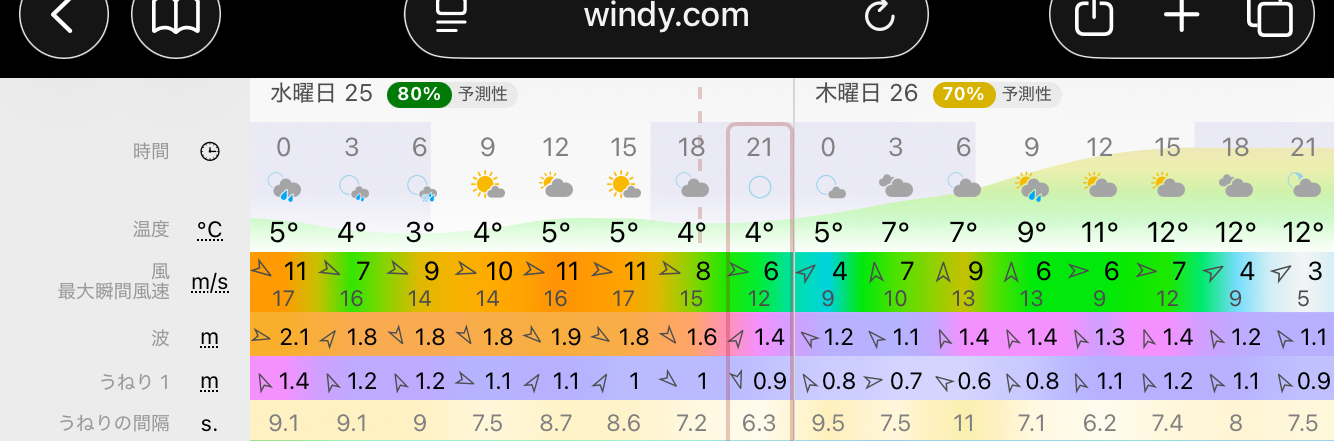 windy.com
水曜日 25 80% 予測性 木曜日 26 70% 予測性
時間 0 3 6 9 12 15 18 21 0 3 6 9 12 15 18 21
温度 °C 5° 4° 3° 4° 5° 5° 4° 4° 5° 7° 7° 9° 11° 12° 12° 12°
風 m/s 11 7 9 10 11 11 8 6 4 7 9 6 6 7 4 3
最大瞬間風速 17 16 14 14 16 17 15 12 9 10 13 13 9 12 9 5
波 m 2.1 1.8 1.8 1.8 1.9 1.8 1.6 1.4 1.2 1.1 1.4 1.4 1.3 1.4 1.2 1.1
うねり 1 m 1.4 1.2 1.2 1.1 1.1 1 1 0.9 0.8 0.7 0.6 0.8 1.1 1.2 1.1 0.9
うねりの間隔 s. 9.1 9.1 9 7.5 8.7 8.6 7.2 6.3 9.5 7.5 11 7.1 6.2 7.4 8 7.5